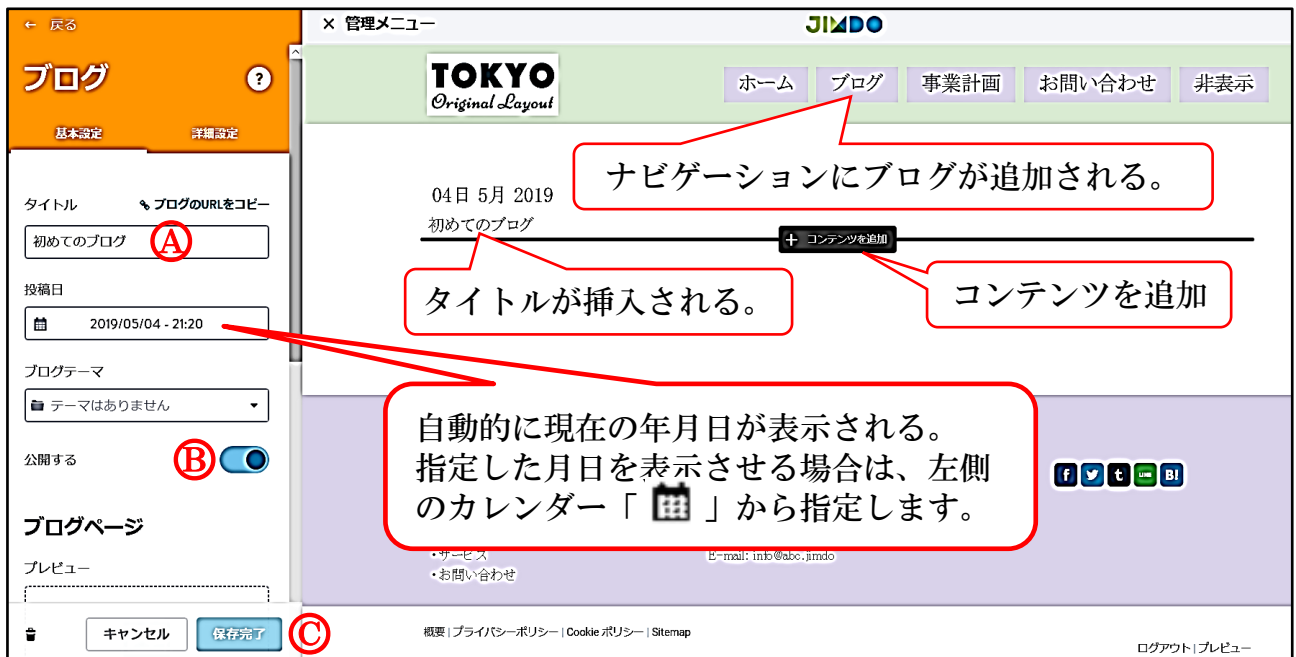 ← 戻る
ブログ ?
基本設定 詳細設定
タイトル ブログのURLをコピー
初めてのブログ Ⓐ
投稿日
2019/05/04 - 21:20
ブログテーマ
テーマはありません
公開する Ⓑ
ブログページ
プレビュー
キャンセル 保存完了 Ⓒ
× 管理メニュー JIMDO
TOKYO
Original Layout
ホーム ブログ 事業計画 お問い合わせ 非表示
ナビゲーションにブログが追加される。
04日 5月 2019
初めてのブログ
+ コンテンツを追加
タイトルが挿入される。
コンテンツを追加
自動的に現在の年月日が表示される。
指定した月日を表示させる場合は、左側
のカレンダー「 」から指定します。
f t LINE B!
・サービス E-mail: info@abc.jimdo
・お問い合わせ
概要 | プライバシーポリシー | Cookie ポリシー | Sitemap
ログアウト | プレビュー